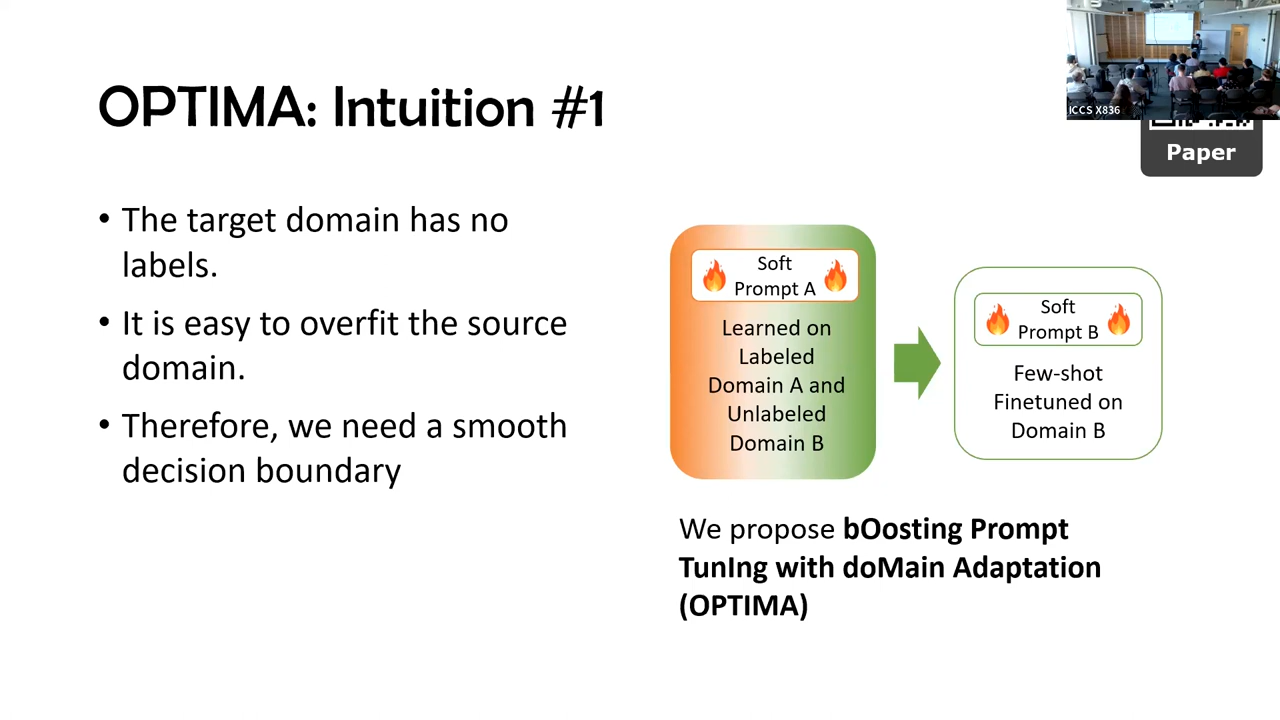 ICCS X836
Paper
OPTIMA: Intuition #1
• The target domain has no
labels.
• It is easy to overfit the source
domain.
• Therefore, we need a smooth
decision boundary
Soft
Prompt A
Learned on
Labeled
Domain A and
Unlabeled
Domain B
Soft
Prompt B
Few-shot
Finetuned on
Domain B
We propose bOosting Prompt
TunIng with doMain Adaptation
(OPTIMA)